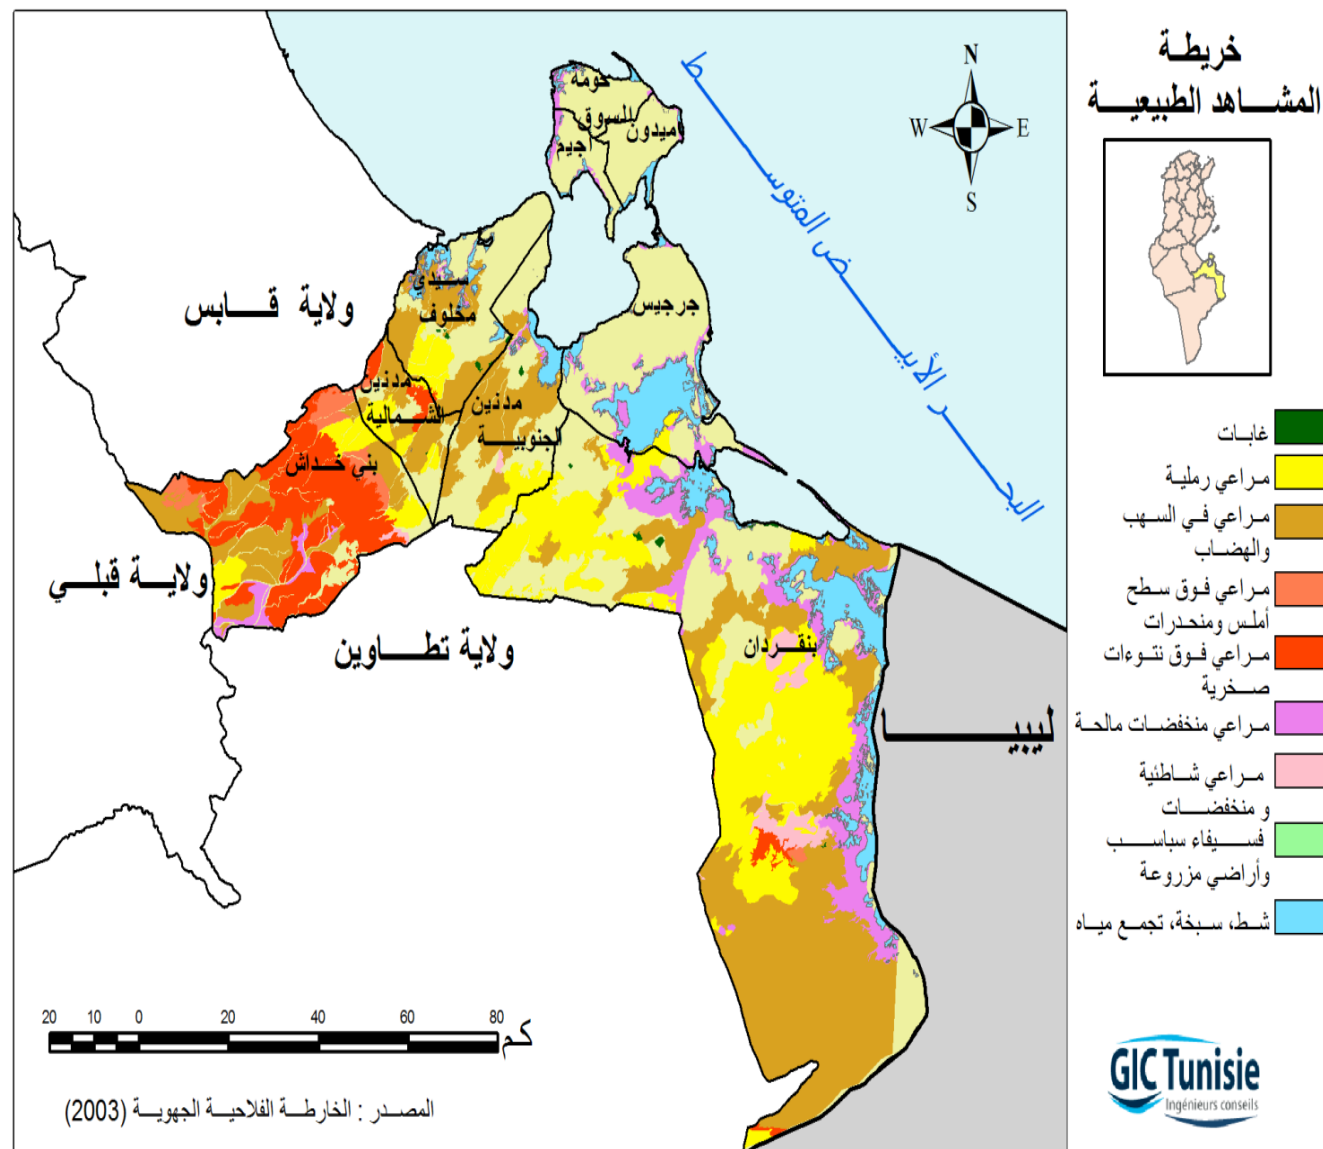 خريطة
المشاهد الطبيعية
N
W
E
S
البحر الأبيض المتوسط
حومة
السوق
ميدون
أجيم
جرجيس
سيدي
مخلوف
مدنين
الشمالية
مدنين
الجنوبية
بني خداش
بنقردان
ولاية قابس
ولاية قبلي
ولاية تطاوين
ليبيا
غابات
مراعي رملية
مراعي في السهب
والهضاب
مراعي فوق سطح
أملس ومنحدرات
مراعي فوق نتوءات
صخرية
مراعي منخفضات مالحة
مراعي شاطئية
و منخفضات
فسيفاء سباسب
وأراضي مزروعة
شط، سبخة، تجمع مياه
20 10 0 20 40 60 80
كم
المصدر : الخارطة الفلاحية الجهوية (2003)
GIC Tunisie
Ingénieurs conseils